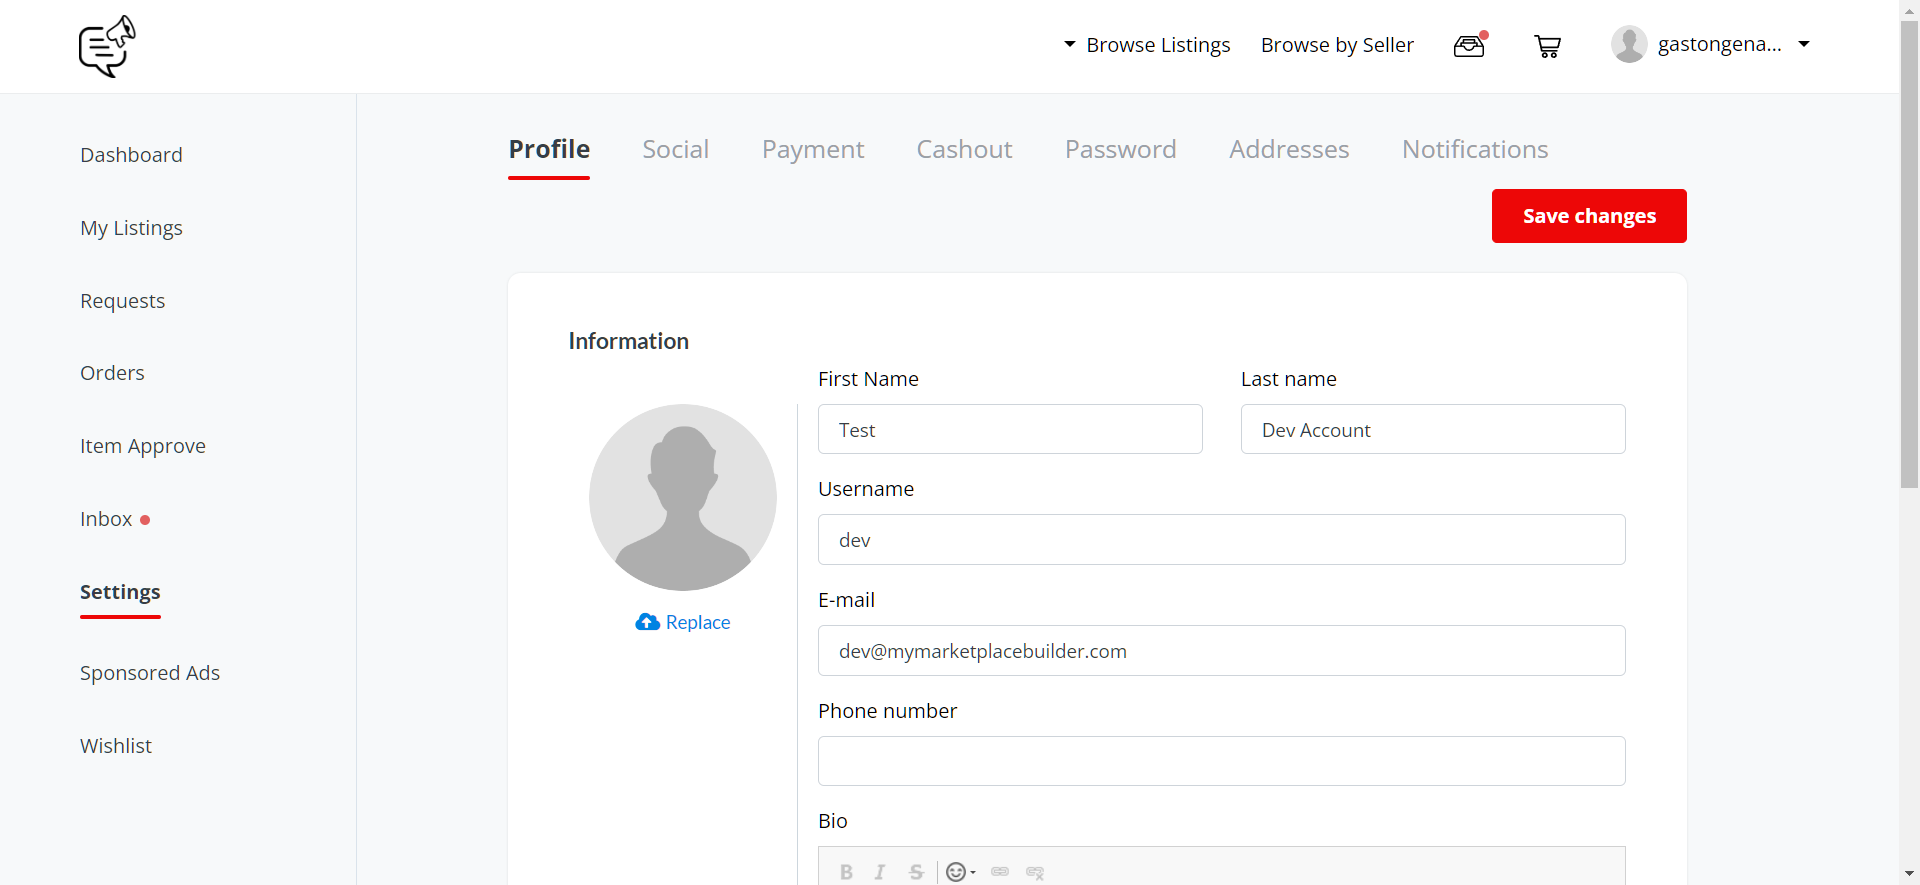 Browse Listings
Browse by Seller
gastongena...
Dashboard
My Listings
Requests
Orders
Item Approve
Inbox
Settings
Sponsored Ads
Wishlist
Profile
Social
Payment
Cashout
Password
Addresses
Notifications
Save changes
Information
Replace
First Name
Last name
Test
Dev Account
Username
dev
E-mail
dev@mymarketplacebuilder.com
Phone number
Bio
B I S